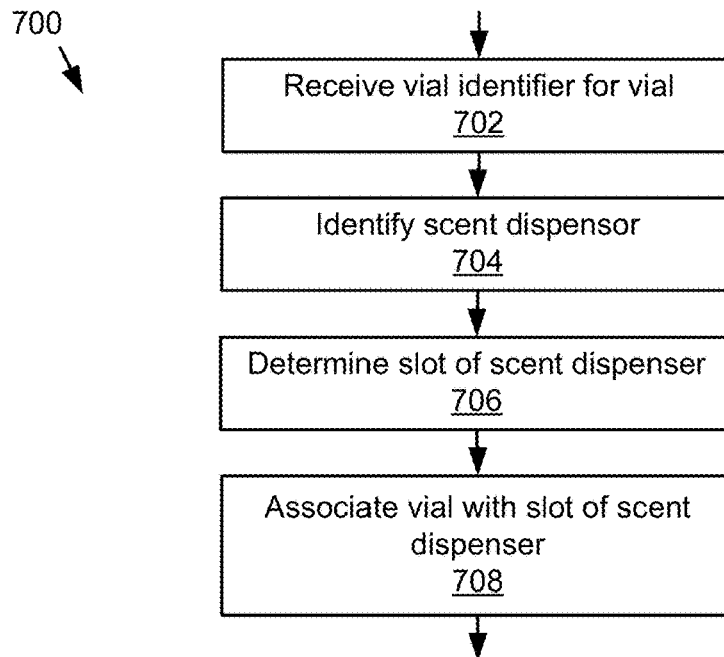 700
Receive vial identifier for vial
702
Identify scent dispensor
704
Determine slot of scent dispenser
706
Associate vial with slot of scent
dispenser
708